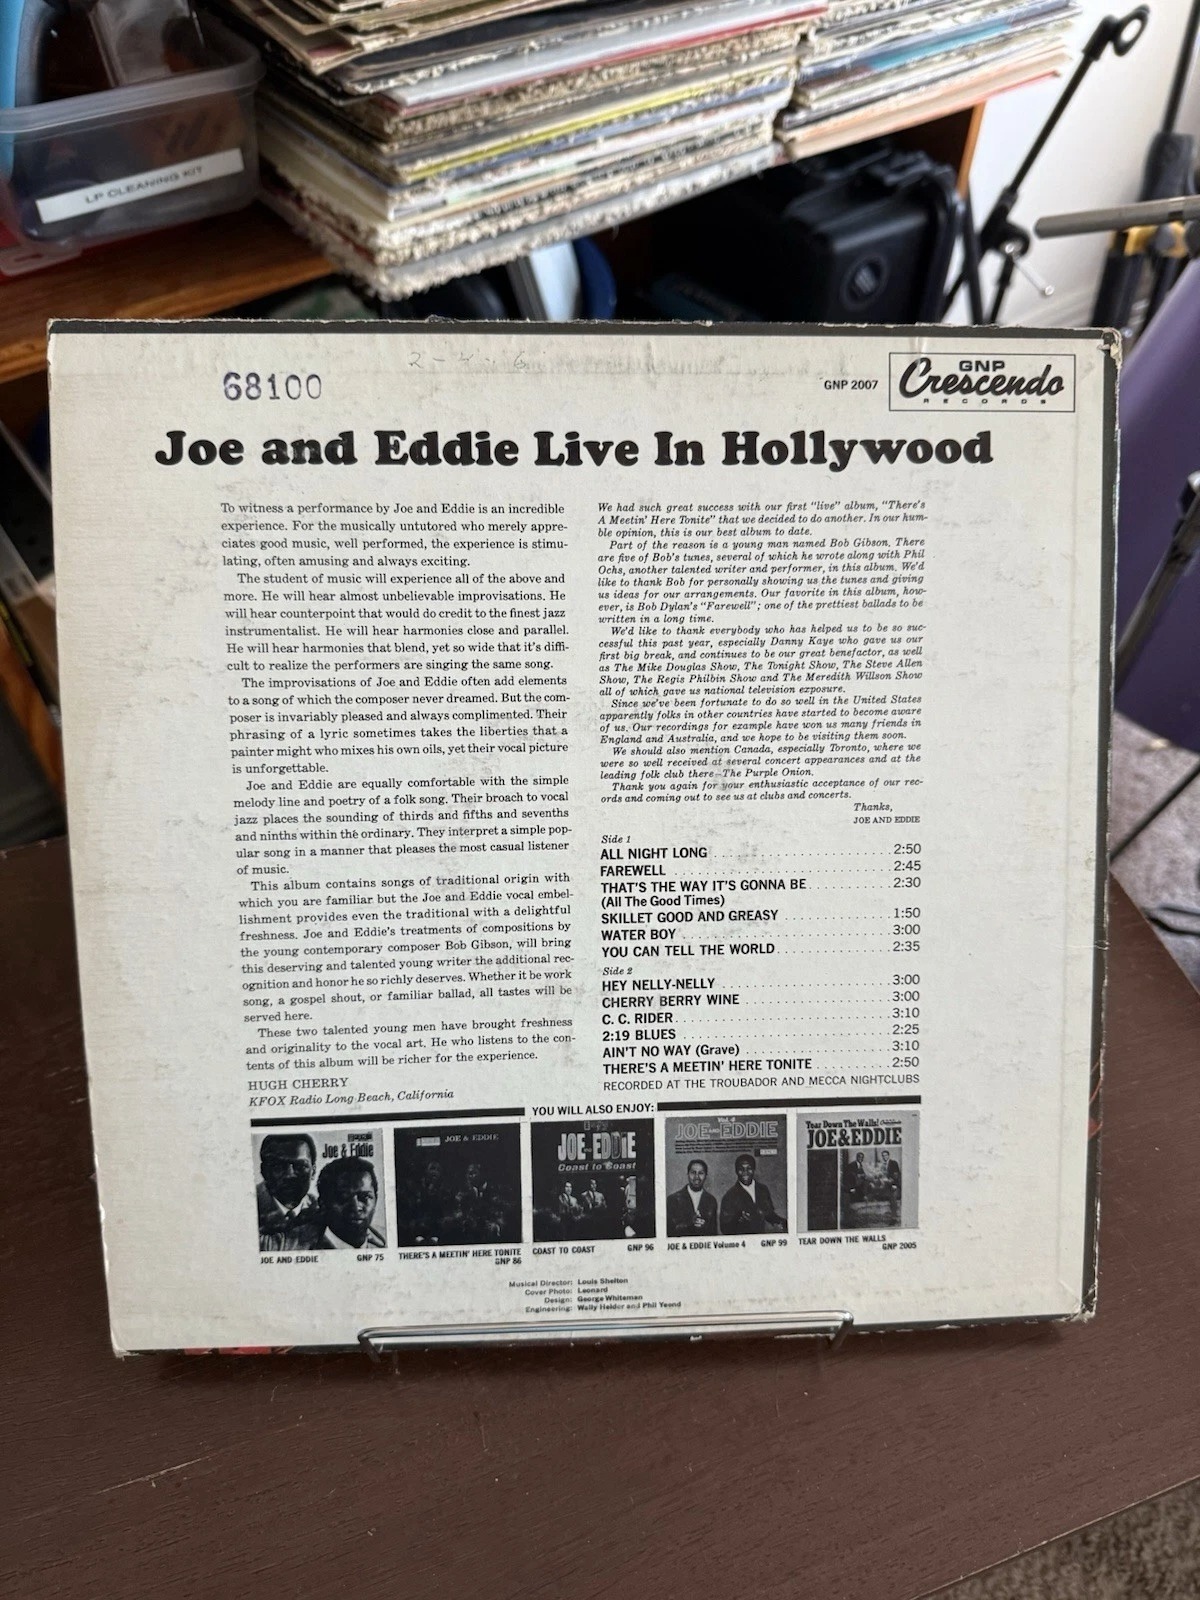 LP CLEANING KIT
68100
GNP 2007
GNP
Crescendo
RECORDS
Joe and Eddie Live In Hollywood
To witness a performance by Joe and Eddie is an incredible
experience. For the musically untutored who merely appre-
ciates good music, well performed, the experience is stimu-
lating, often amusing and always exciting.
The student of music will experience all of the above and
more. He will hear almost unbelievable improvisations. He
will hear counterpoint that would do credit to the finest jazz
instrumentalist. He will hear harmonies close and parallel.
He will hear harmonies that blend, yet so wide that it's diffi-
cult to realize the performers are singing the same song.
The improvisations of Joe and Eddie often add elements
to a song of which the composer never dreamed. But the com-
poser is invariably pleased and always complimented. Their
phrasing of a lyric sometimes takes the liberties that a
painter might who mixes his own oils, yet their vocal picture
is unforgettable.
Joe and Eddie are equally comfortable with the simple
melody line and poetry of a folk song. Their broach to vocal
jazz places the sounding of thirds and fifths and sevenths
and ninths within the ordinary. They interpret a simple pop-
ular song in a manner that pleases the most casual listener
of music.
This album contains songs of traditional origin with
which you are familiar but the Joe and Eddie vocal embel-
lishment provides even the traditional with a delightful
freshness. Joe and Eddie's treatments of compositions by
the young contemporary composer Bob Gibson, will bring
this deserving and talented young writer the additional rec-
ognition and honor he so richly deserves. Whether it be work
song, a gospel shout, or familiar ballad, all tastes will be
served here.
These two talented young men have brought freshness
and originality to the vocal art. He who listens to the con-
tents of this album will be richer for the experience.
HUGH CHERRY
KFOX Radio Long Beach, California
We had such great success with our first "live" album, "There's
A Meetin' Here Tonite" that we decided to do another. In our hum-
ble opinion, this is our best album to date.
Part of the reason is a young man named Bob Gibson. There
are five of Bob's tunes, several of which he wrote along with Phil
Ochs, another talented writer and performer, in this album. We'd
like to thank Bob for personally showing us the tunes and giving
us ideas for our arrangements. Our favorite in this album, how-
ever, is Bob Dylan's "Farewell"; one of the prettiest ballads to be
written in a long time.
We'd like to thank everybody who has helped us to be so suc-
cessful this past year, especially Danny Kaye who gave us our
first big break, and continues to be our great benefactor, as well
as The Mike Douglas Show, The Tonight Show, The Steve Allen
Show, The Regis Philbin Show and The Meredith Willson Show
all of which gave us national television exposure.
Since we've been fortunate to do so well in the United States
apparently folks in other countries have started to become aware
of us. Our recordings for example have won us many friends in
England and Australia, and we hope to be visiting them soon.
We should also mention Canada, especially Toronto, where we
were so well received at several concert appearances and at the
leading folk club there—The Purple Onion.
Thank you again for your enthusiastic acceptance of our rec-
ords and coming out to see us at clubs and concerts.
Thanks,
JOE AND EDDIE
Side 1
ALL NIGHT LONG 2:50
FAREWELL 2:45
THAT'S THE WAY IT'S GONNA BE 2:30
(All The Good Times)
SKILLET GOOD AND GREASY 1:50
WATER BOY 3:00
YOU CAN TELL THE WORLD 2:35
Side 2
HEY NELLY-NELLY 3:00
CHERRY BERRY WINE 3:00
C. C. RIDER 3:10
2:19 BLUES 2:25
AIN'T NO WAY (Grave) 3:10
THERE'S A MEETIN' HERE TONITE 2:50
RECORDED AT THE TROUBADOR AND MECCA NIGHTCLUBS
YOU WILL ALSO ENJOY:
Joe & Eddie
JOE & EDDIE
JOE AND EDDIE
Coast to Coast
Vol. 4
JOE AND EDDIE
Tear Down The Walls!
JOE&EDDIE
JOE AND EDDIE GNP 75
THERE'S A MEETIN' HERE TONITE
GNP 86
COAST TO COAST GNP 96
JOE & EDDIE Volume 4 GNP 99
TEAR DOWN THE WALLS
GNP 2005
Musical Director: Louis Shelton
Cover Photo: Leonard
Design: George Whiteman
Engineering: Wally Heider and Phil Yeend